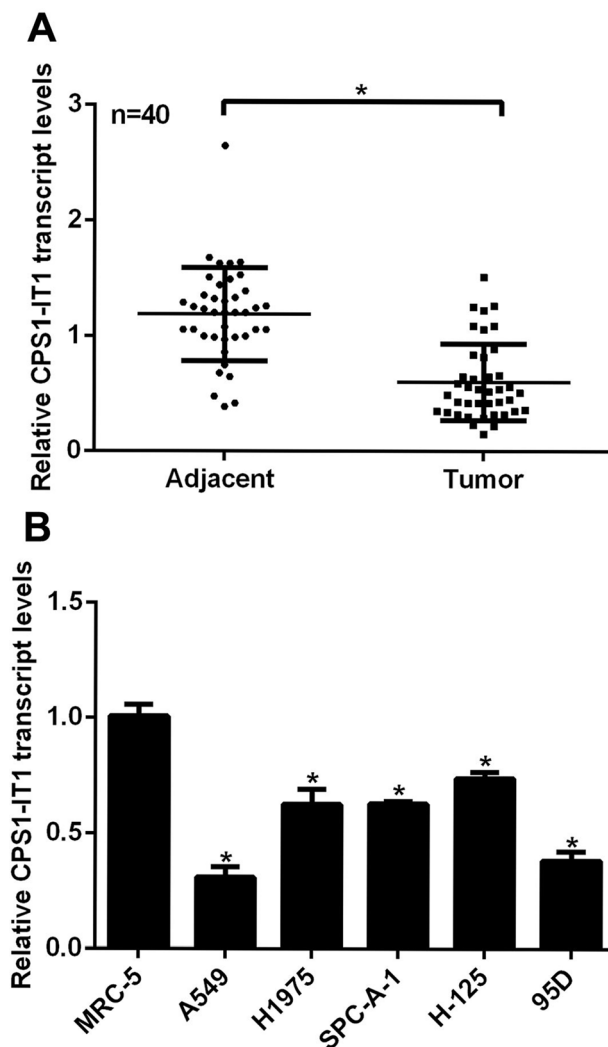 A
Relative CPS1-IT1 transcript levels
3
2
1
0
n=40
*
Adjacent
Tumor
B
Relative CPS1-IT1 transcript levels
1.5
1.0
0.5
0.0
*
*
*
*
*
MRC-5
A549
H1975
SPC-A-1
H-125
95D